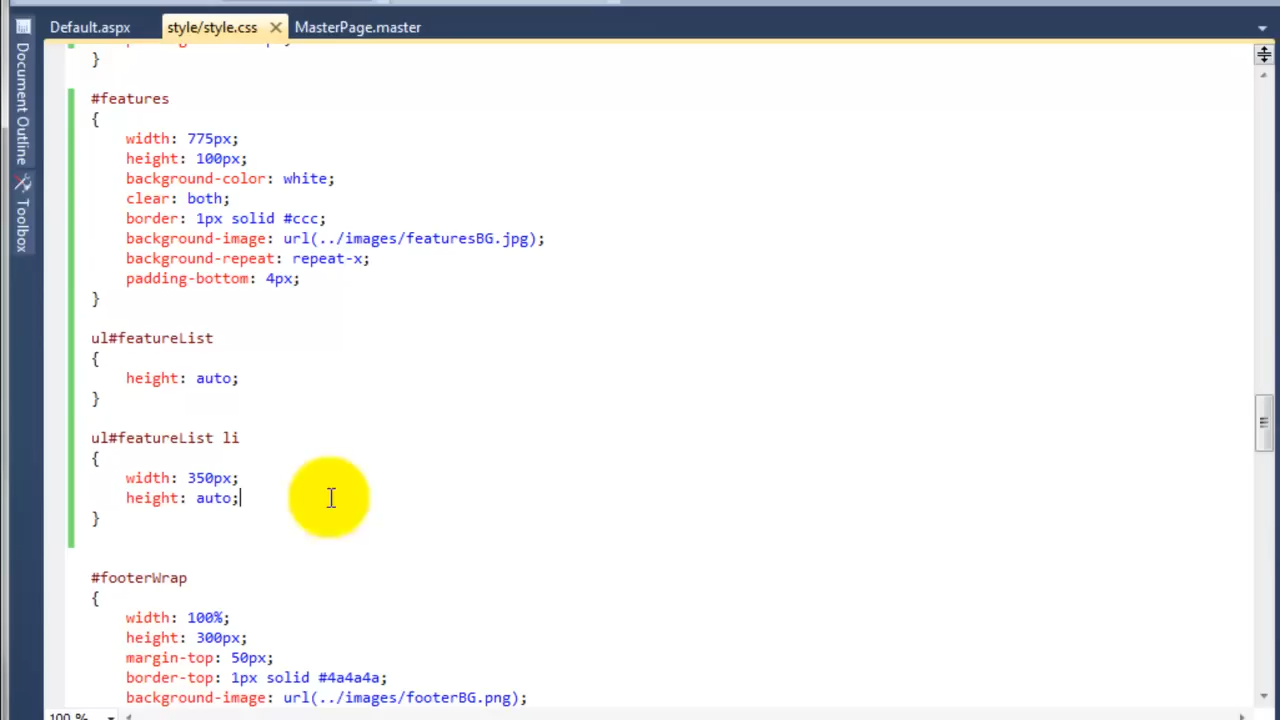 Default.aspx style/style.css MasterPage.master
Document Outline
Toolbox
}
#features
{
width: 775px;
height: 100px;
background-color: white;
clear: both;
border: 1px solid #ccc;
background-image: url(../images/featuresBG.jpg);
background-repeat: repeat-x;
padding-bottom: 4px;
}
ul#featureList
{
height: auto;
}
ul#featureList li
{
width: 350px;
height: auto;
}
#footerWrap
{
width: 100%;
height: 300px;
margin-top: 50px;
border-top: 1px solid #4a4a4a;
background-image: url(../images/footerBG.png);
100 %